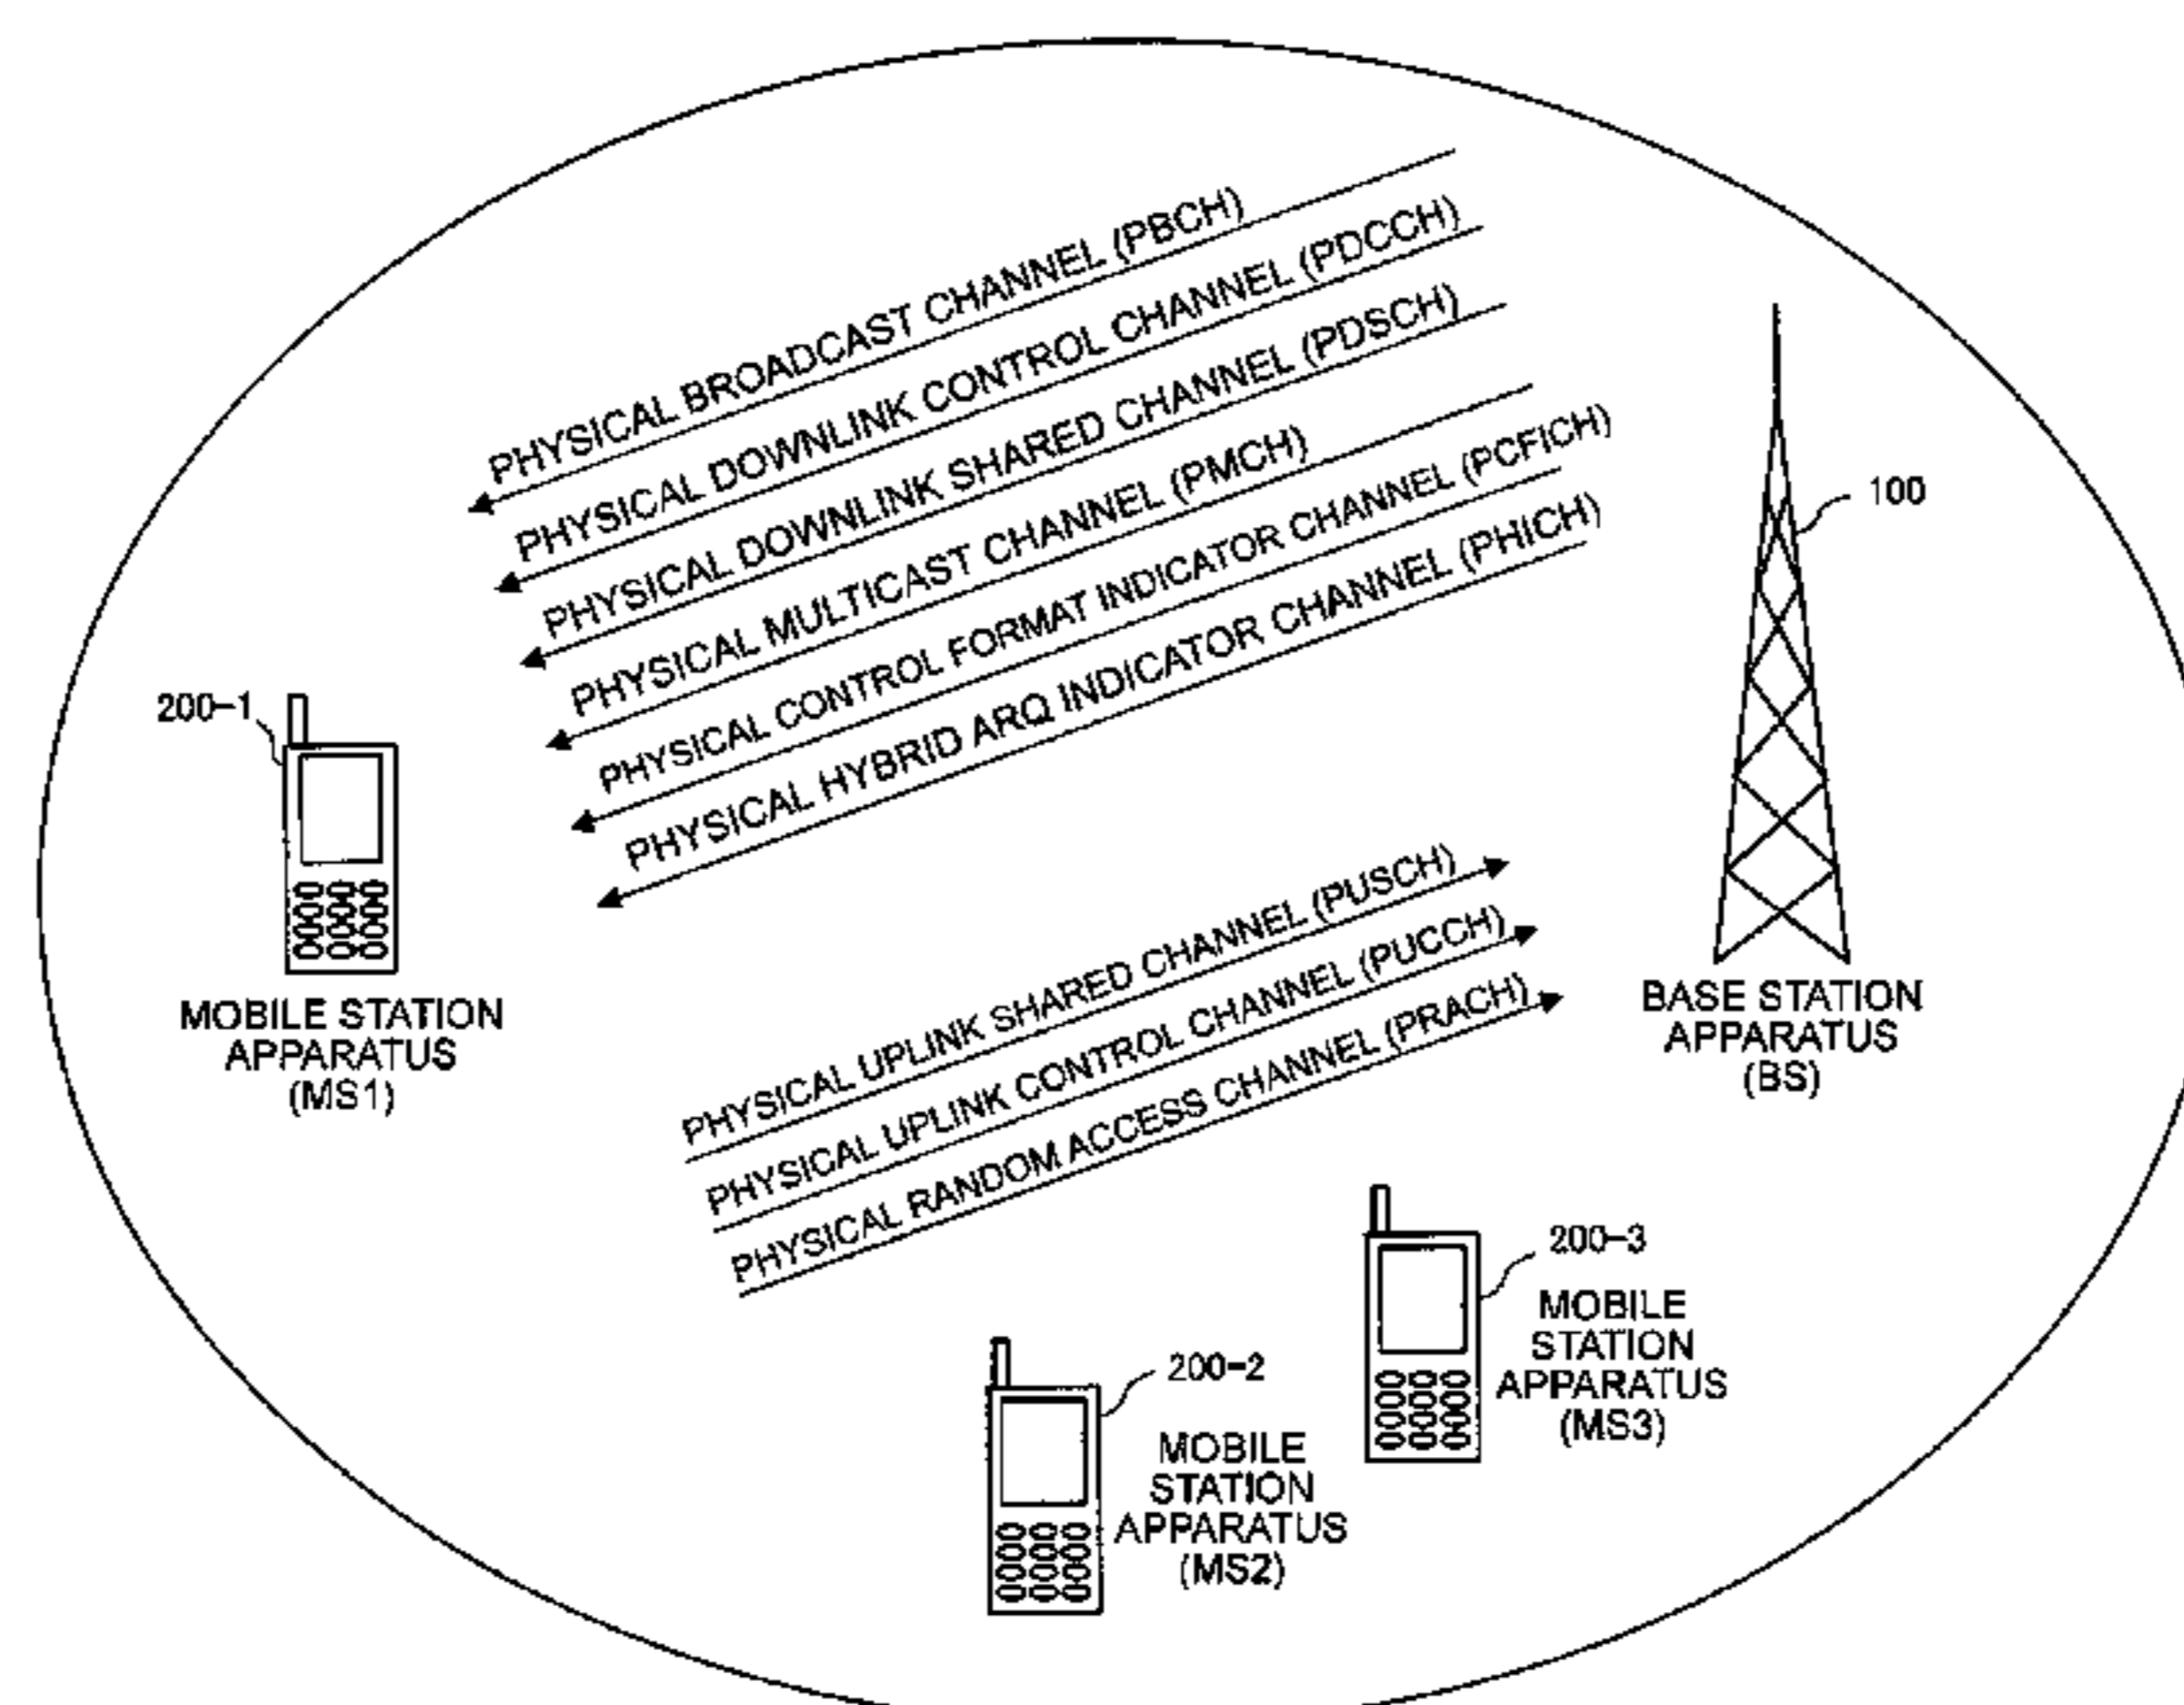 PHYSICAL BROADCAST CHANNEL (PBCH)
PHYSICAL DOWNLINK CONTROL CHANNEL (PDCCH)
PHYSICAL DOWNLINK SHARED CHANNEL (PDSCH)
PHYSICAL MULTICAST CHANNEL (PMCH)
PHYSICAL CONTROL FORMAT INDICATOR CHANNEL (PCFICH)
PHYSICAL HYBRID ARQ INDICATOR CHANNEL (PHICH)
100
200-1
MOBILE STATION
APPARATUS
(MS1)
PHYSICAL UPLINK SHARED CHANNEL (PUSCH)
PHYSICAL UPLINK CONTROL CHANNEL (PUCCH)
PHYSICAL RANDOM ACCESS CHANNEL (PRACH)
BASE STATION
APPARATUS
(BS)
200-3
MOBILE
STATION
APPARATUS
(MS3)
200-2
MOBILE
STATION
APPARATUS
(MS2)